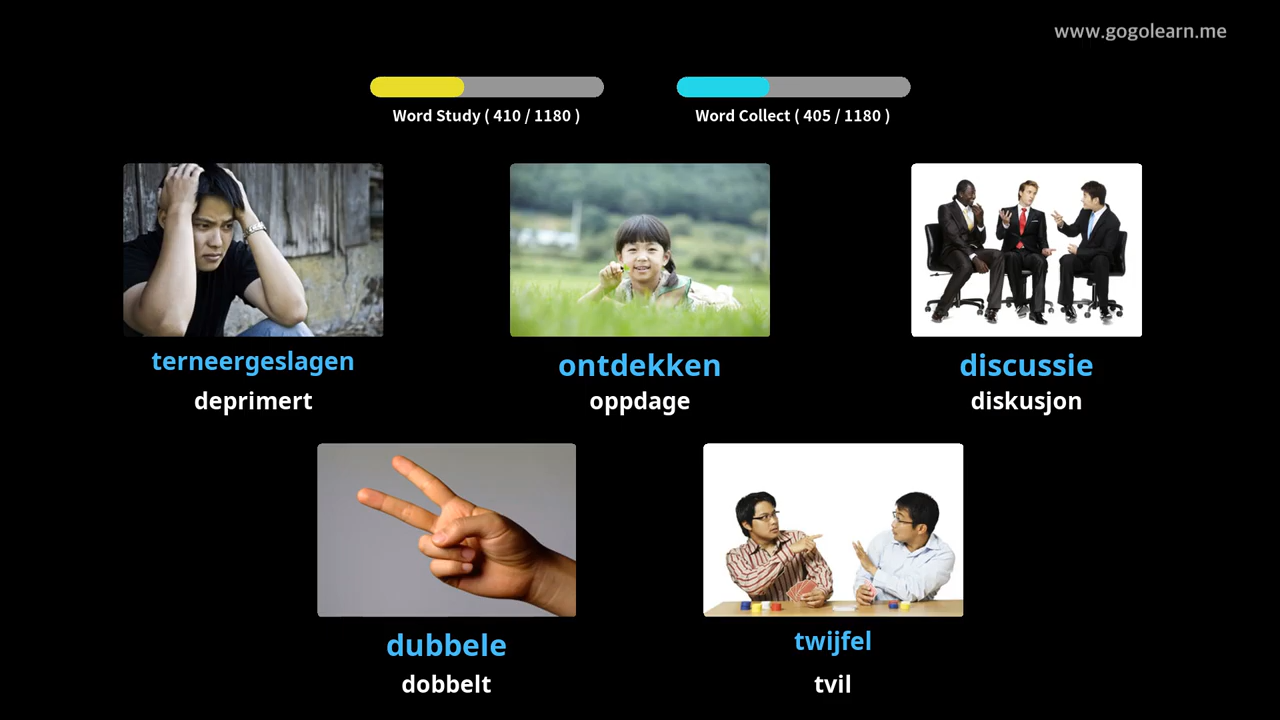 www.gogolearn.me
Word Study ( 410 / 1180 )
Word Collect ( 405 / 1180 )
terneergeslagen
deprimert
ontdekken
oppdage
discussie
diskusjon
dubbele
dobbelt
twijfel
tvil